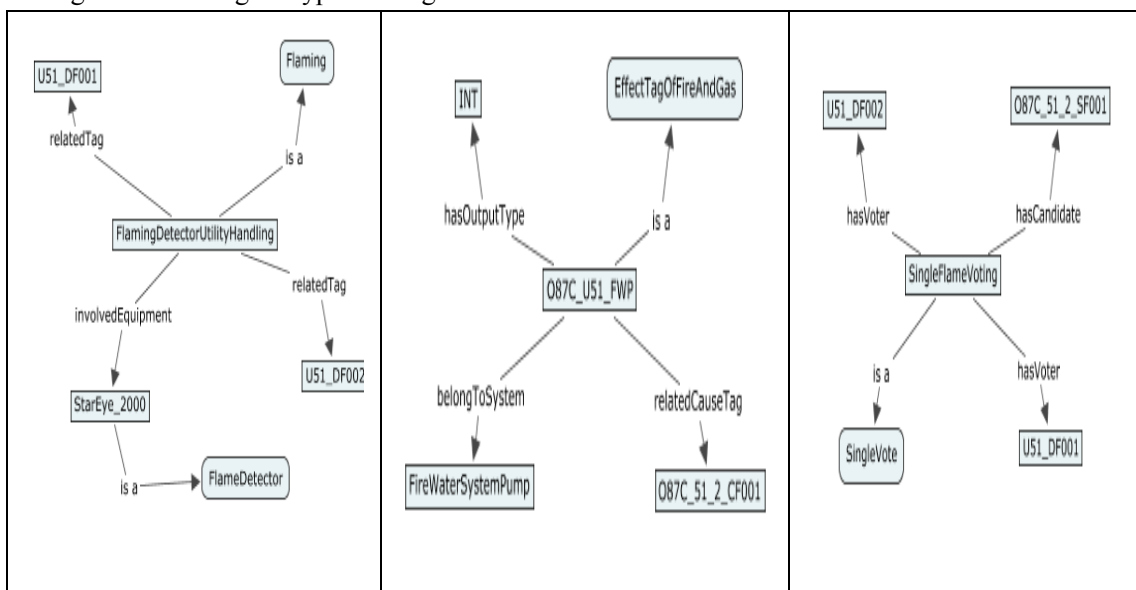 Flaming
U51_DF001
relatedTag
is a
FlamingDetectorUtilityHandling
relatedTag
involvedEquipment
U51_DF002
StarEye_2000
FlameDetector
is a
EffectTagOfFireAndGas
INT
hasOutputType
is a
O87C_U51_FWP
belongToSystem
relatedCauseTag
FireWaterSystemPump
O87C_51_2_CF001
U51_DF002
O87C_51_2_SF001
hasVoter
hasCandidate
SingleFlameVoting
is a
hasVoter
SingleVote
U51_DF001